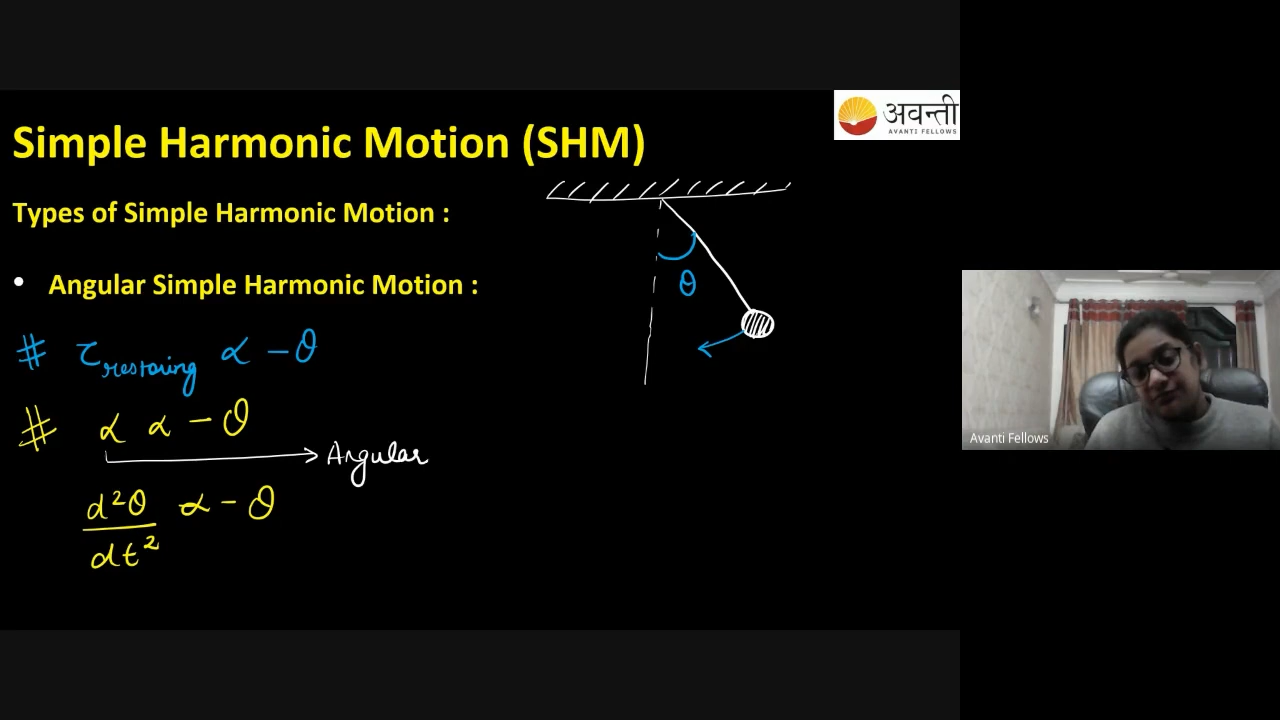 अवन्ती
AVANTI FELLOWS
Simple Harmonic Motion (SHM)
Types of Simple Harmonic Motion :
• Angular Simple Harmonic Motion :
θ
# τrestoring α - θ
# α α - θ
Angular
d²θ α - θ
dt²
Avanti Fellows